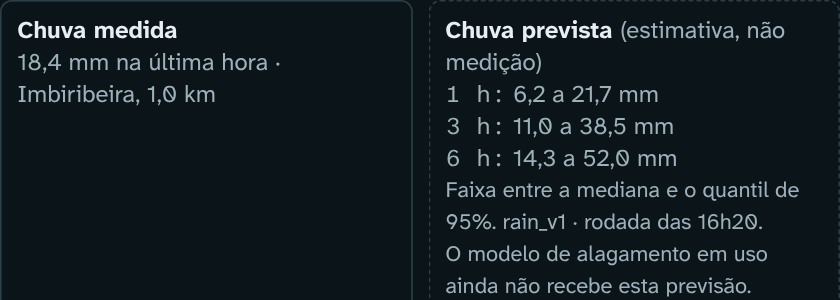 Chuva medida
18,4 mm na última hora ·
Imbiribeira, 1,0 km
Chuva prevista (estimativa, não
medição)
1 h: 6,2 a 21,7 mm
3 h: 11,0 a 38,5 mm
6 h: 14,3 a 52,0 mm
Faixa entre a mediana e o quantil de
95%. rain_v1 · rodada das 16h20.
O modelo de alagamento em uso
ainda não recebe esta previsão.